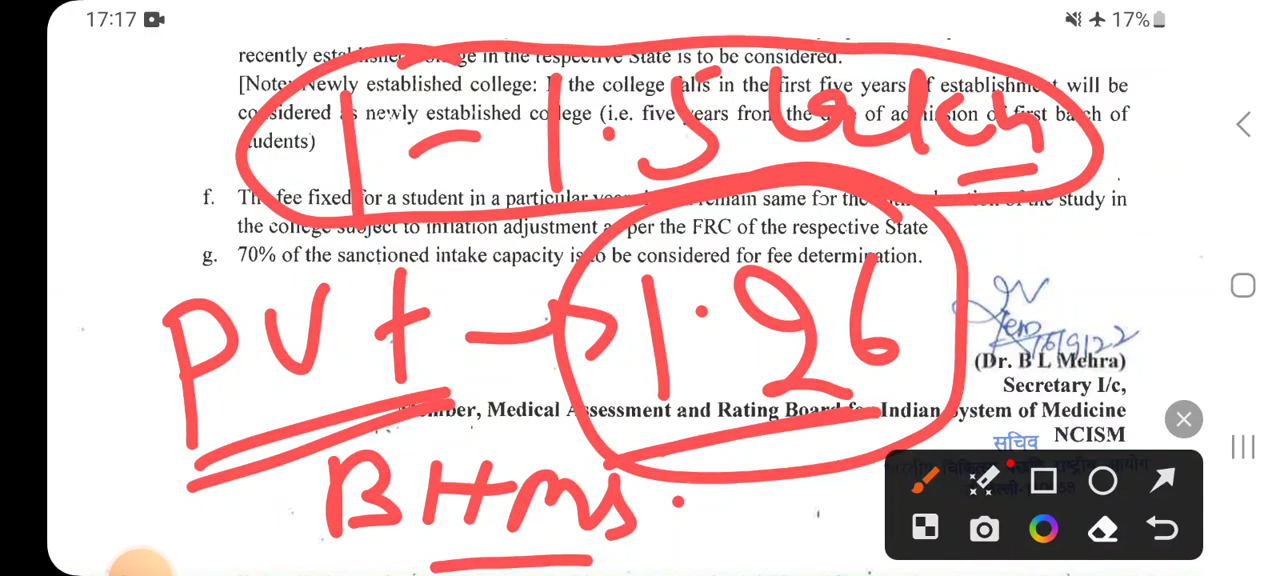 17:17
17%
recently college in the respective State is to be considered.
[Note: Newly established college: If the college falls in the first five years of establishment will be
considered as newly established college (i.e. five years from the date of admission of first batch of
students)
1 - 1.5 lakh
f. The fee fixed for a student in a particular remain same for the of the study in
the college subject to inflation adjustment as per the FRC of the respective State
g. 70% of the sanctioned intake capacity is to be considered for fee determination.
Pvt → 1.26
(Dr. B L Mehra)
Secretary I/c,
Member, Medical Assessment and Rating Board for Indian System of Medicine
NCISM
सचिव
BHMS.